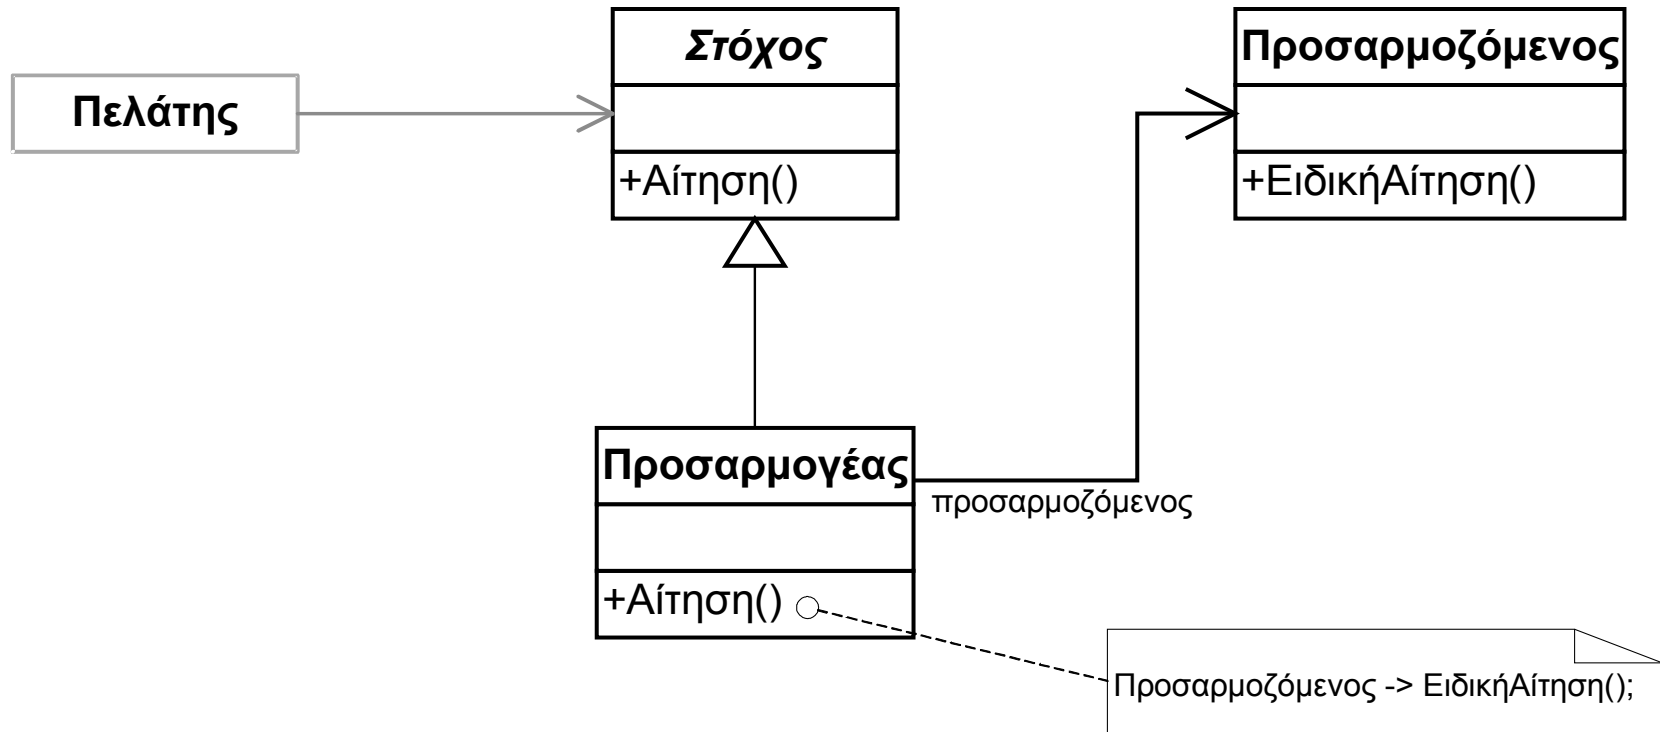 Στόχος
Προσαρμοζόμενος
Πελάτης
+Αίτηση()
+ΕιδικήΑίτηση()
Προσαρμογέας
προσαρμοζόμενος
+Αίτηση()
Προσαρμοζόμενος -> ΕιδικήΑίτηση();